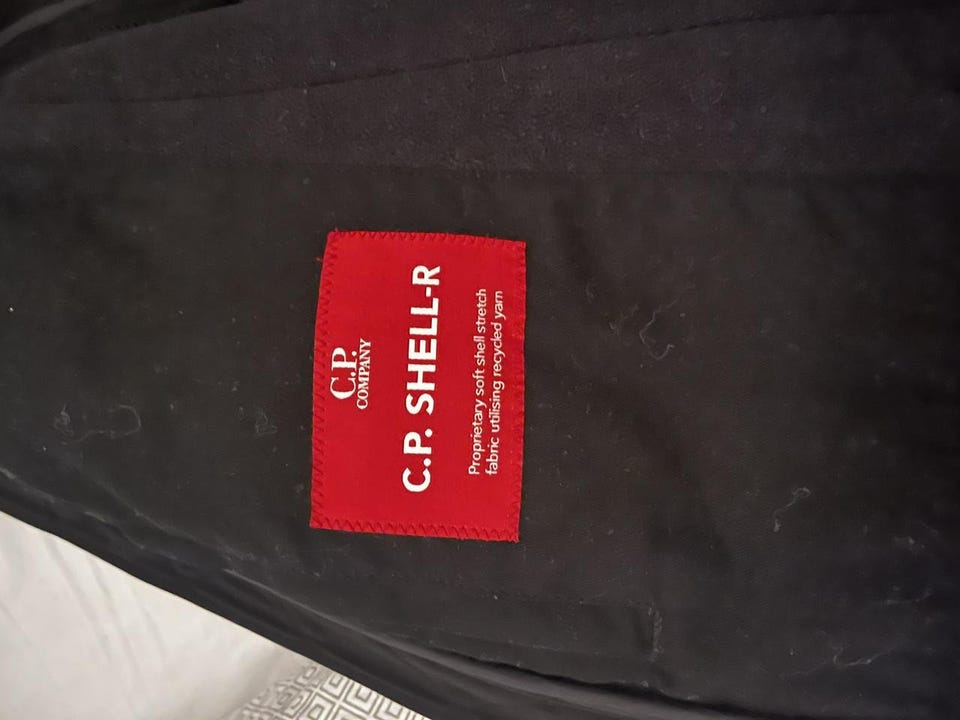 C.P.
COMPANY
C.P. SHELL-R
Proprietary soft shell stretch
fabric utilising recycled yarn